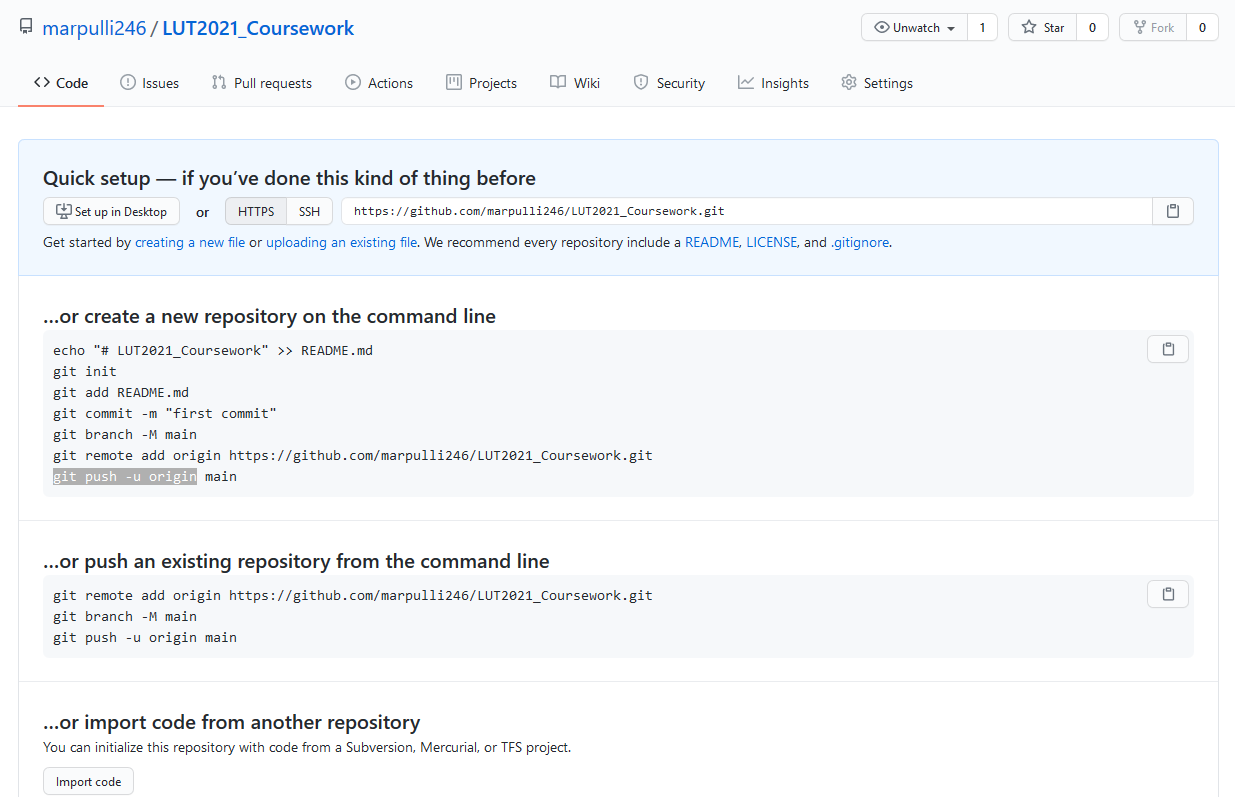 marpulli246 / LUT2021_Coursework
Unwatch 1 Star 0 Fork 0
Code Issues Pull requests Actions Projects Wiki Security Insights Settings
Quick setup — if you’ve done this kind of thing before
Set up in Desktop or HTTPS SSH https://github.com/marpulli246/LUT2021_Coursework.git
Get started by creating a new file or uploading an existing file. We recommend every repository include a README, LICENSE, and .gitignore.
…or create a new repository on the command line
echo "# LUT2021_Coursework" >> README.md
git init
git add README.md
git commit -m "first commit"
git branch -M main
git remote add origin https://github.com/marpulli246/LUT2021_Coursework.git
git push -u origin main
…or push an existing repository from the command line
git remote add origin https://github.com/marpulli246/LUT2021_Coursework.git
git branch -M main
git push -u origin main
…or import code from another repository
You can initialize this repository with code from a Subversion, Mercurial, or TFS project.
Import code